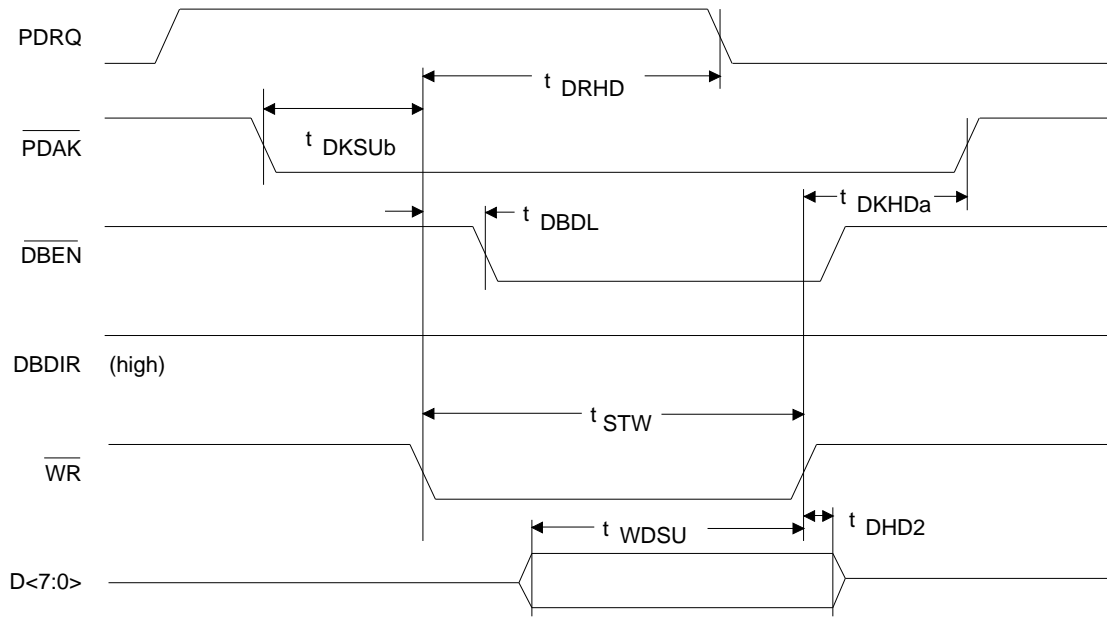 PDRQ
t DRHD
PDAK
t DKSUb
t DKHDa
t DBDL
DBEN
DBDIR (high)
t STW
WR
t WDSU
t DHD2
D<7:0>